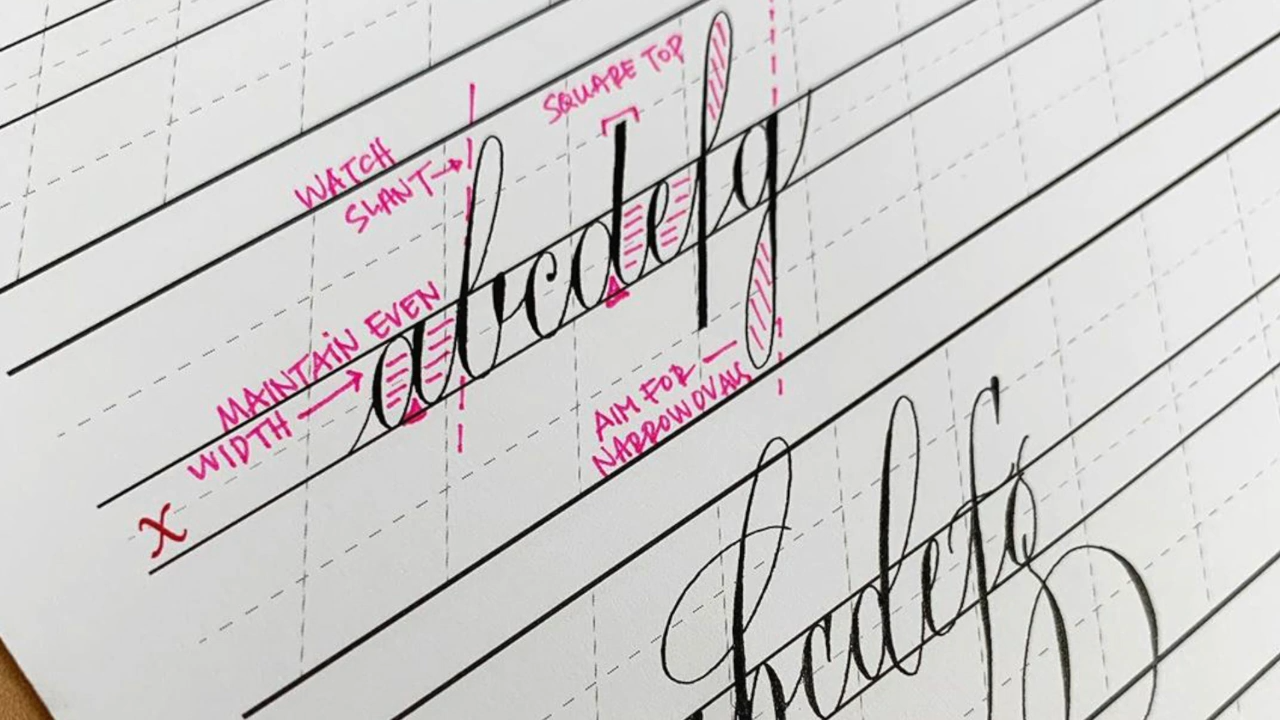 SQUARE TOP
WATCH
SLANT
abcdefg
MAINTAIN EVEN
WIDTH
AIM FOR
NARROW OVALS
x
bcdefg